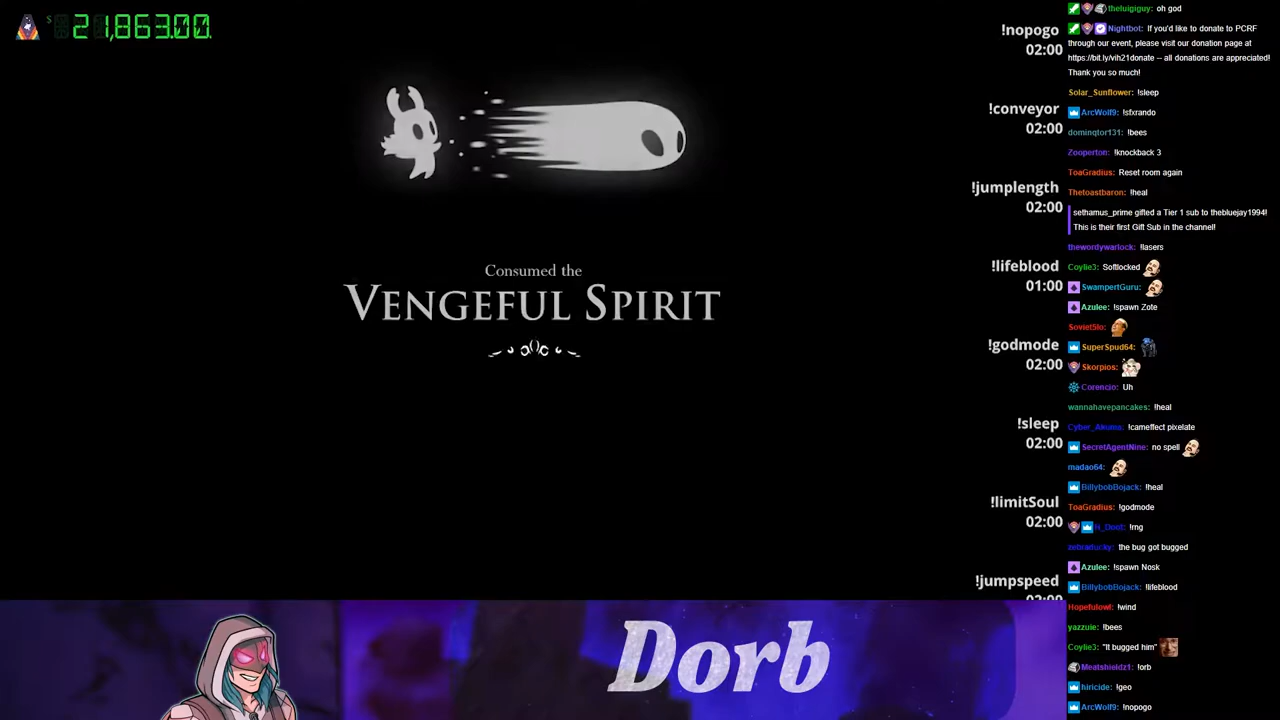 $ 21,863.00
Consumed the
VENGEFUL SPIRIT
!nopogo
02:00
!conveyor
02:00
!jumplength
02:00
!lifeblood
01:00
!godmode
02:00
!sleep
02:00
!limitSoul
02:00
!jumpspeed
02:00
theluigiguy: oh god
Nightbot: If you'd like to donate to PCRF
through our event, please visit our donation page at
https://bit.ly/vih21donate -- all donations are appreciated!
Thank you so much!
Solar_Sunflower: !sleep
ArcWolf9: !sfxrando
dominqtor131: !bees
Zooperton: !knockback 3
ToaGradius: Reset room again
Thetoastbaron: !heal
sethamus_prime gifted a Tier 1 sub to thebluejay1994!
This is their first Gift Sub in the channel!
thewordywarlock: !lasers
Coylie3: Softlocked
SwampertGuru:
Azulee: !spawn Zote
Soviet5lo:
SuperSpud64:
Skorpios:
Corencio: Uh
wannahavepancakes: !heal
Cyber_Akuma: !cameffect pixelate
SecretAgentNine: no spell
madao64:
BillybobBojack: !heal
ToaGradius: !godmode
N_Dont: !rng
zebraducky: the bug got bugged
Azulee: !spawn Nosk
BillybobBojack: !lifeblood
Hopefulowl: !wind
yazzuie: !bees
Coylie3: "It bugged him"
Meatshieldz1: !orb
hiricide: !geo
ArcWolf9: !nopogo
Dorb